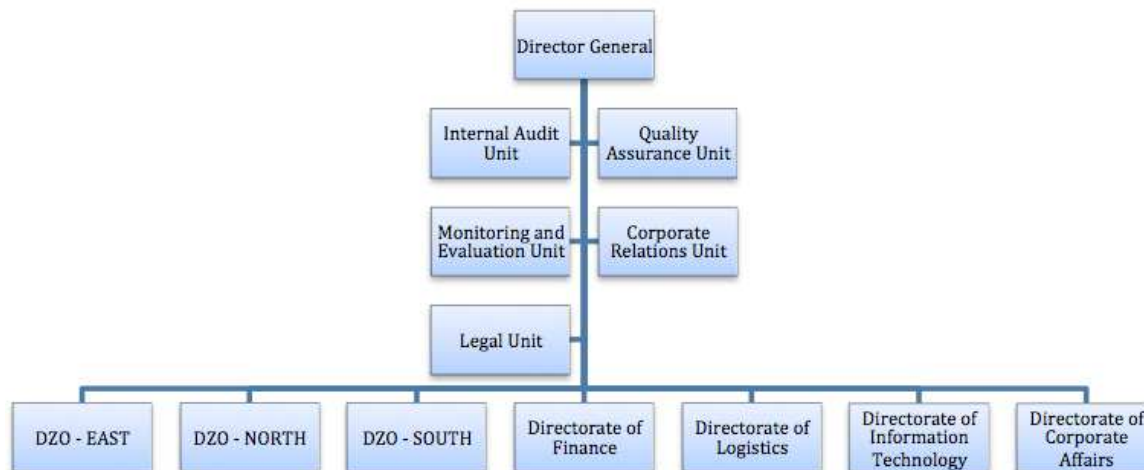 Director General
Internal Audit
Unit
Quality
Assurance Unit
Monitoring and
Evaluation Unit
Corporate
Relations Unit
Legal Unit
DZO - EAST
DZO - NORTH
DZO - SOUTH
Directorate of
Finance
Directorate of
Logistics
Directorate of
Information
Technology
Directorate of
Corporate
Affairs